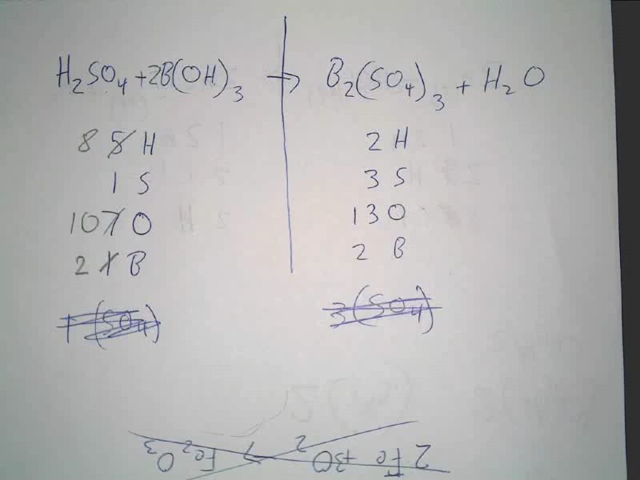 H₂SO₄+2B(OH)₃ → B₂(SO₄)₃ + H₂O
8 5 H 2 H
1 S 3 S
10 7 O 13 O
2 1 B 2 B
1(SO₄) 3(SO₄)
2 Fe +3O₂ → Fe₂O₃